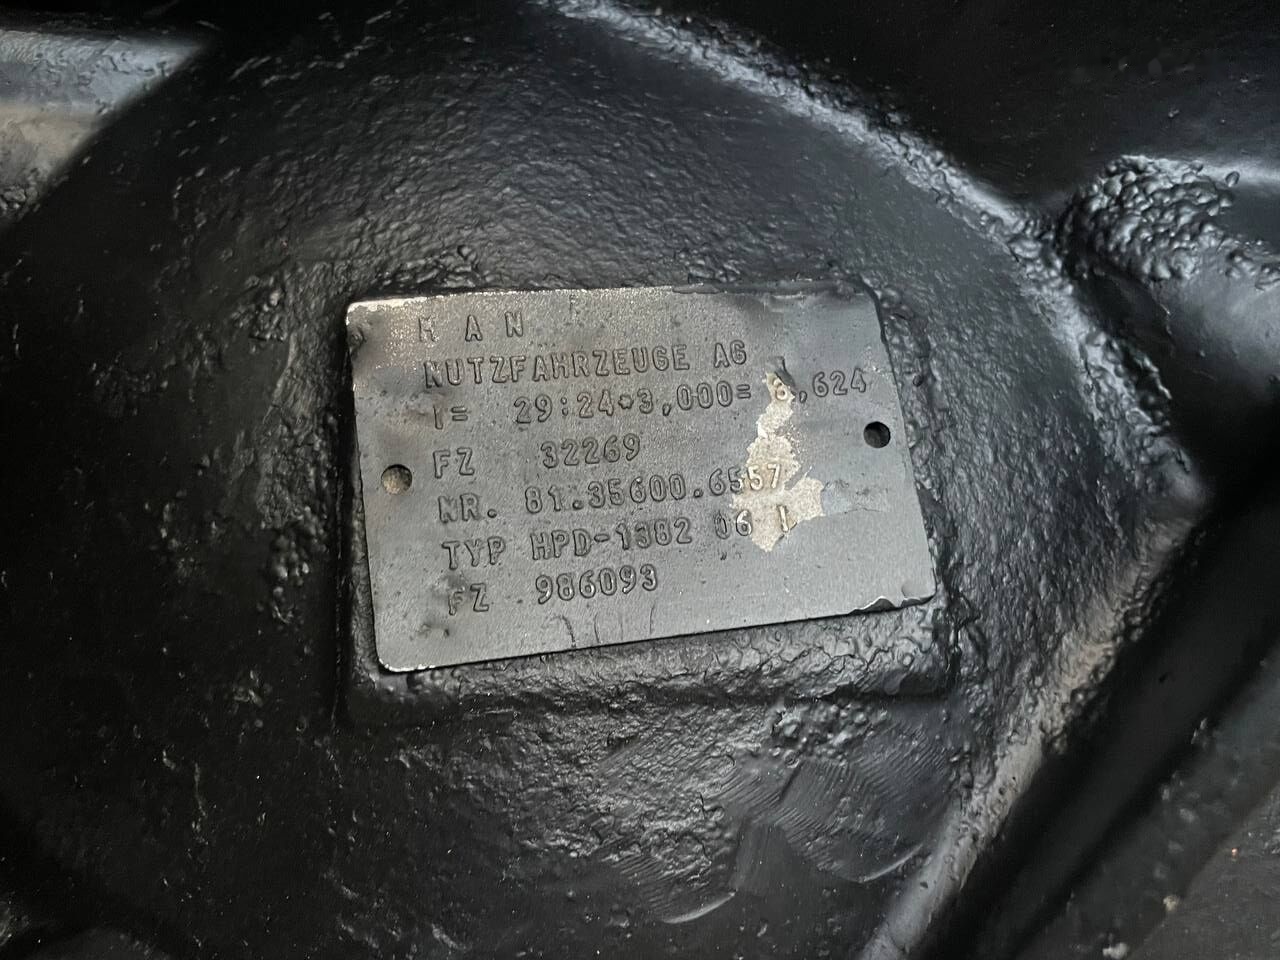 M A N
NUTZFAHRZEUGE AG
I= 29:24*3,000= 3,624
FZ 32269
NR. 81.35600.6557
TYP HPD-1382 06
FZ 986093